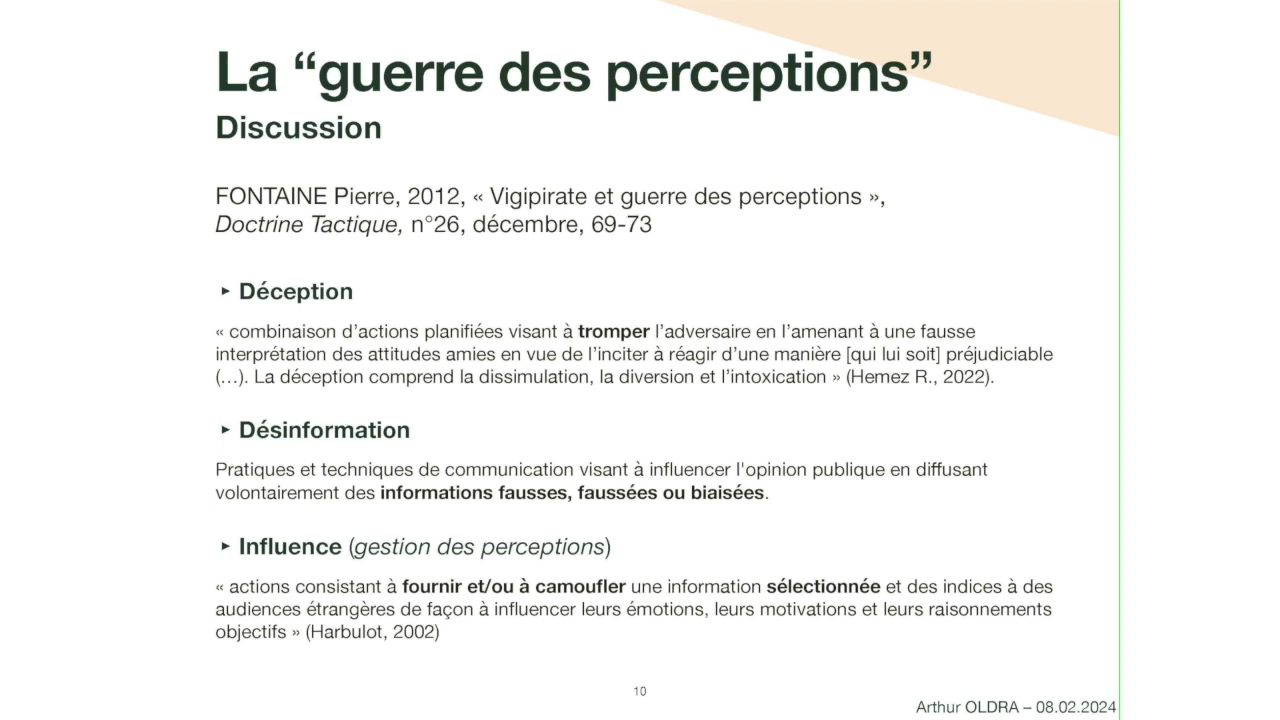 La “guerre des perceptions”
Discussion
FONTAINE Pierre, 2012, « Vigipirate et guerre des perceptions »,
Doctrine Tactique, n°26, décembre, 69-73
‣ Déception
« combinaison d’actions planifiées visant à tromper l’adversaire en l’amenant à une fausse
interprétation des attitudes amies en vue de l’inciter à réagir d’une manière [qui lui soit] préjudiciable
(…). La déception comprend la dissimulation, la diversion et l’intoxication » (Hemez R., 2022).
‣ Désinformation
Pratiques et techniques de communication visant à influencer l'opinion publique en diffusant
volontairement des informations fausses, faussées ou biaisées.
‣ Influence (gestion des perceptions)
« actions consistant à fournir et/ou à camoufler une information sélectionnée et des indices à des
audiences étrangères de façon à influencer leurs émotions, leurs motivations et leurs raisonnements
objectifs » (Harbulot, 2002)
10
Arthur OLDRA – 08.02.2024